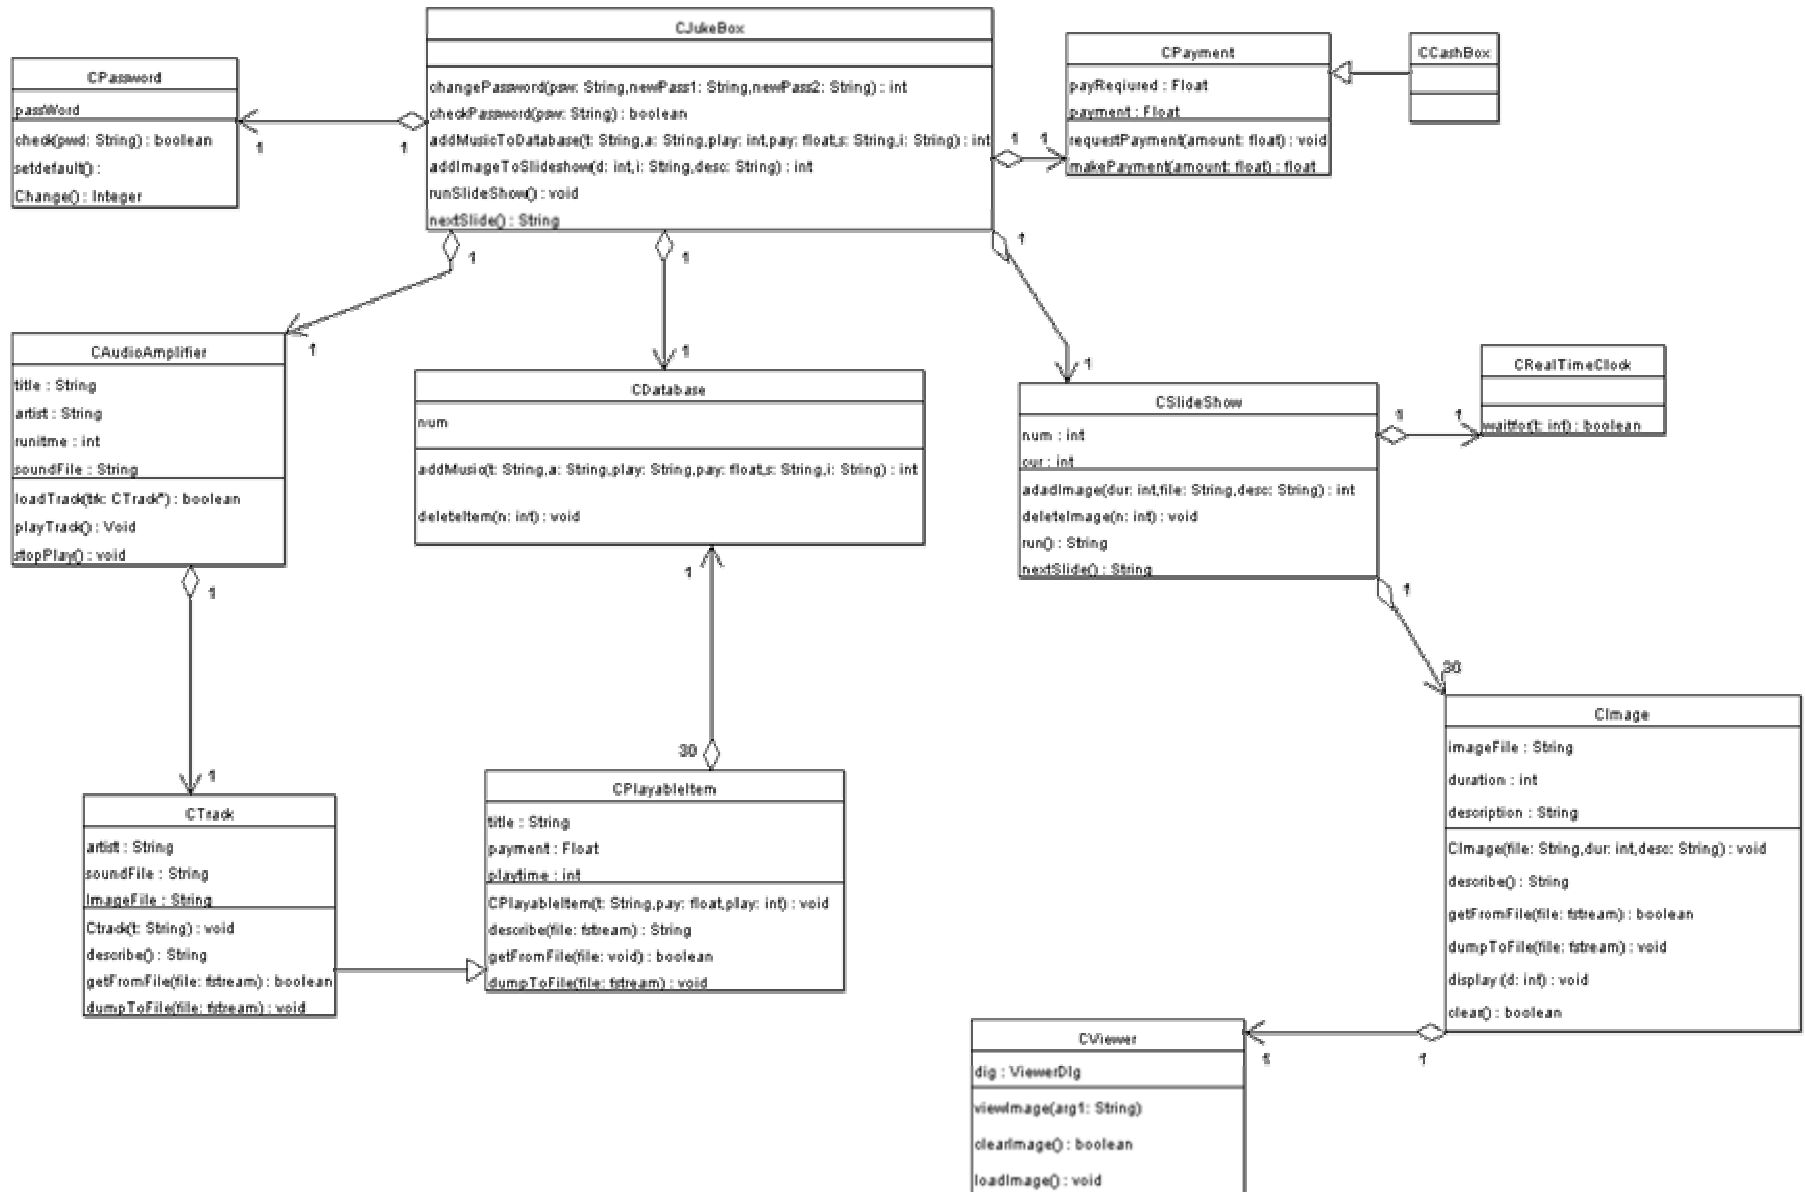 CJukeBox
changePassword(psw: String,newPass1: String,newPass2: String) : int
checkPassword(psw: String) : boolean
addMusicToDatabase(t: String,a: String,play: int,pay: float,s: String,i: String) : int
addImageToSlideshow(d: int,i: String,desc: String) : int
runSlideShow() : void
nextSlide() : String
CPassword
passWord
check(pwd: String) : boolean
setdefault() :
Change() : Integer
1
1
CPayment
payReqiured : Float
payment : Float
requestPayment(amount: float) : void
makePayment(amount: float) : float
1
1
CCashBox
1
1
1
1
1
1
CAudioAmplifier
title : String
artist : String
runitme : int
soundFile : String
loadTrack(trk: CTrack*) : boolean
playTrack() : Void
stopPlay() : void
CDatabase
num
addMusic(t: String,a: String,play: String,pay: float,s: String,i: String) : int
deleteItem(n: int) : void
CSlideShow
num : int
cur : int
adadImage(dur: int,file: String,desc: String) : int
deleteImage(n: int) : void
run() : String
nextSlide() : String
1
1
CRealTimeClock
waitfor(t: int) : boolean
1
1
1
30
1
30
CTrack
artist : String
soundFile : String
ImageFile : String
Ctrack(t: String) : void
describe() : String
getFromFile(file: fstream) : boolean
dumpToFile(file: fstream) : void
CPlayableItem
title : String
payment : Float
playtime : int
CPlayableItem(t: String,pay: float,play: int) : void
describe(file: fstream) : String
getFromFile(file: void) : boolean
dumpToFile(file: fstream) : void
CImage
imageFile : String
duration : int
description : String
CImage(file: String,dur: int,desc: String) : void
describe() : String
getFromFile(file: fstream) : boolean
dumpToFile(file: fstream) : void
display(d: int) : void
clear() : boolean
1
1
CViewer
dig : ViewerDlg
viewImage(arg1: String)
clearImage() : boolean
loadImage() : void